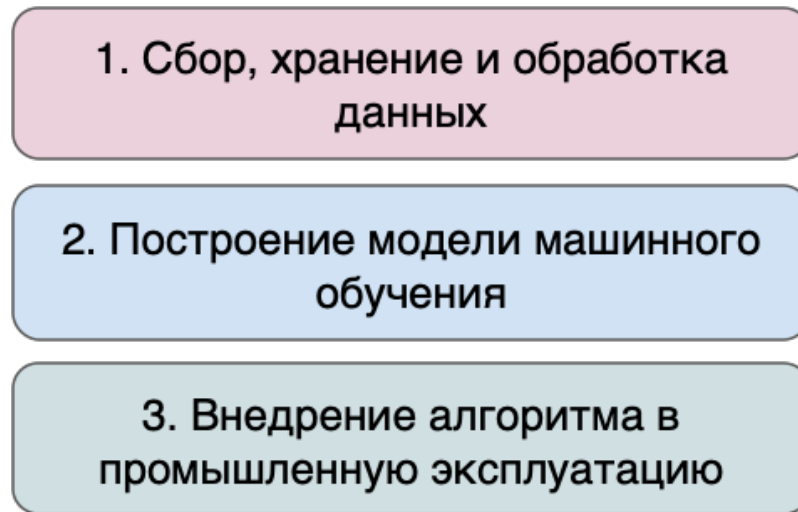 1. Сбор, хранение и обработка
данных
2. Построение модели машинного
обучения
3. Внедрение алгоритма в
промышленную эксплуатацию